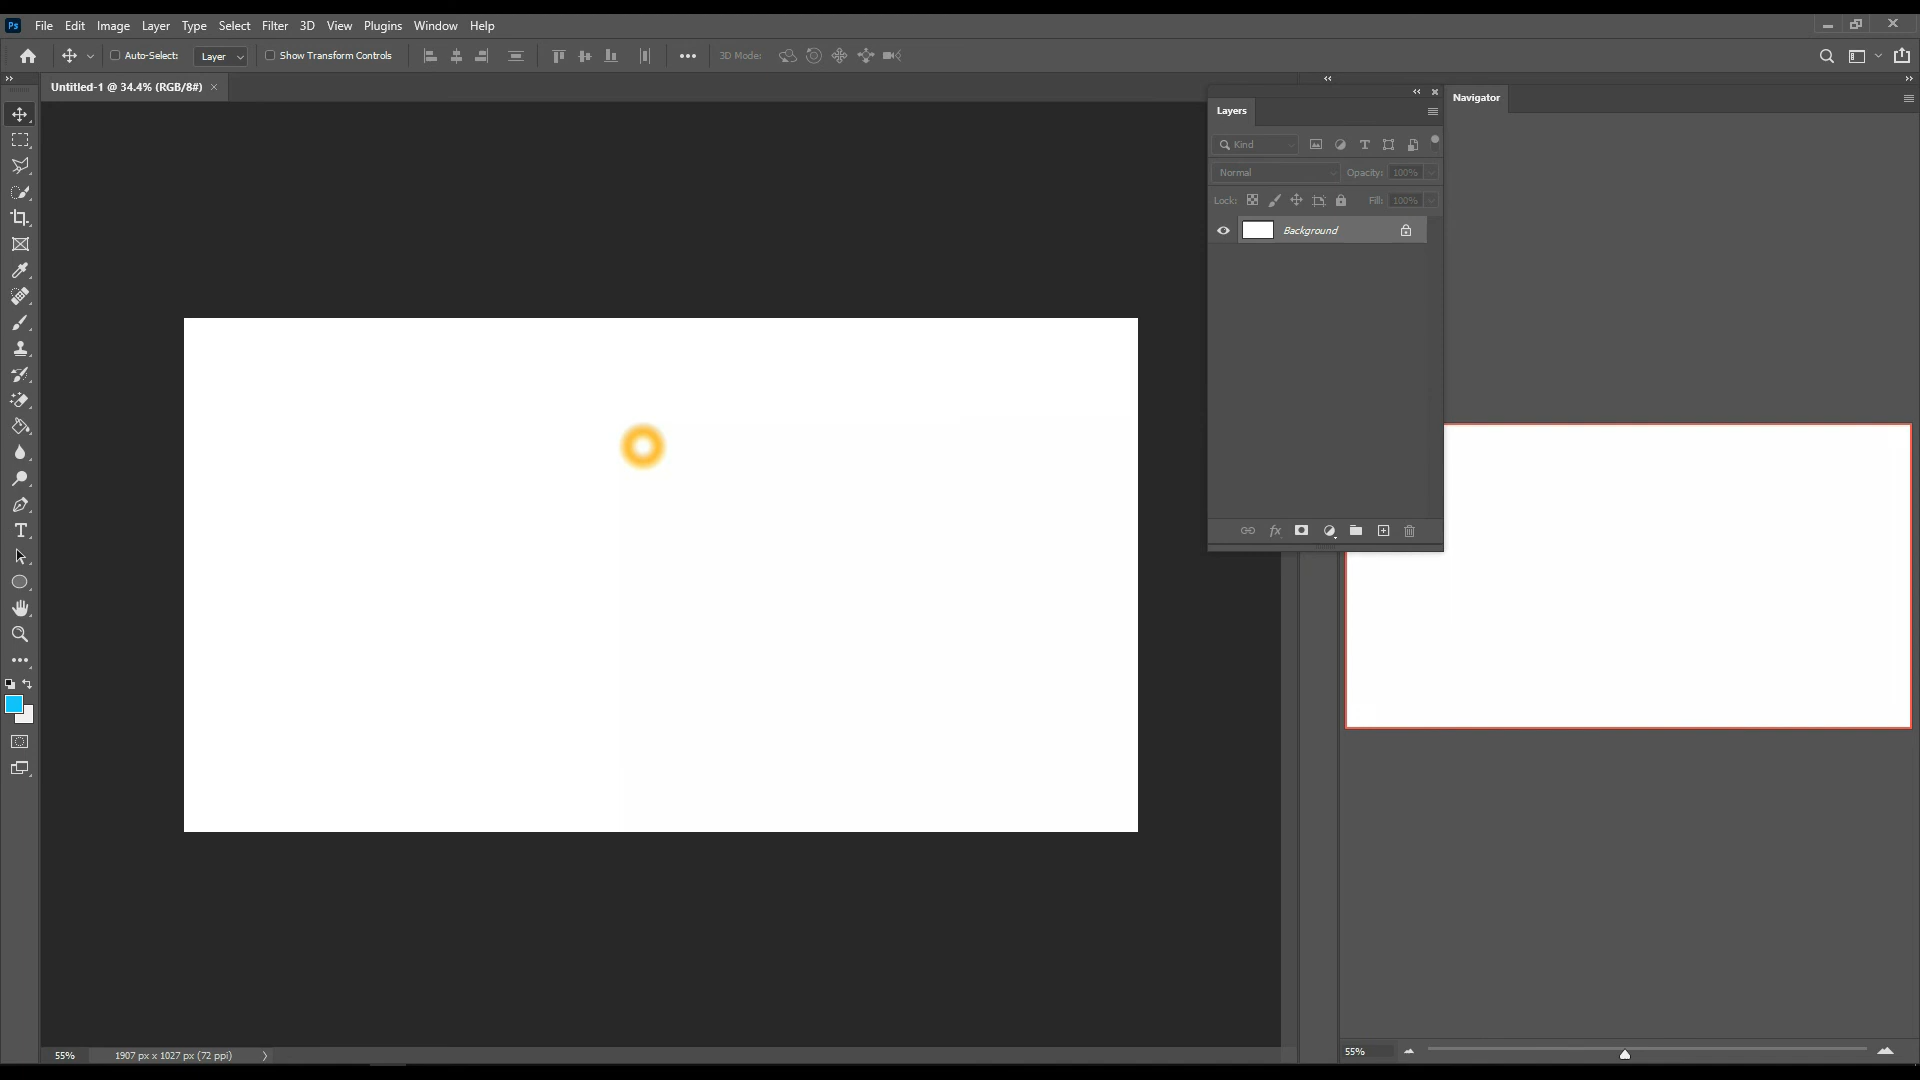 Ps File Edit Image Layer Type Select Filter 3D View Plugins Window Help
Auto-Select: Layer Show Transform Controls 3D Mode:
Untitled-1 @ 34.4% (RGB/8#)
Layers
Kind
Normal Opacity: 100%
Lock: Fill: 100%
Background
Navigator
55% 1907 px x 1027 px (72 ppi)
55%